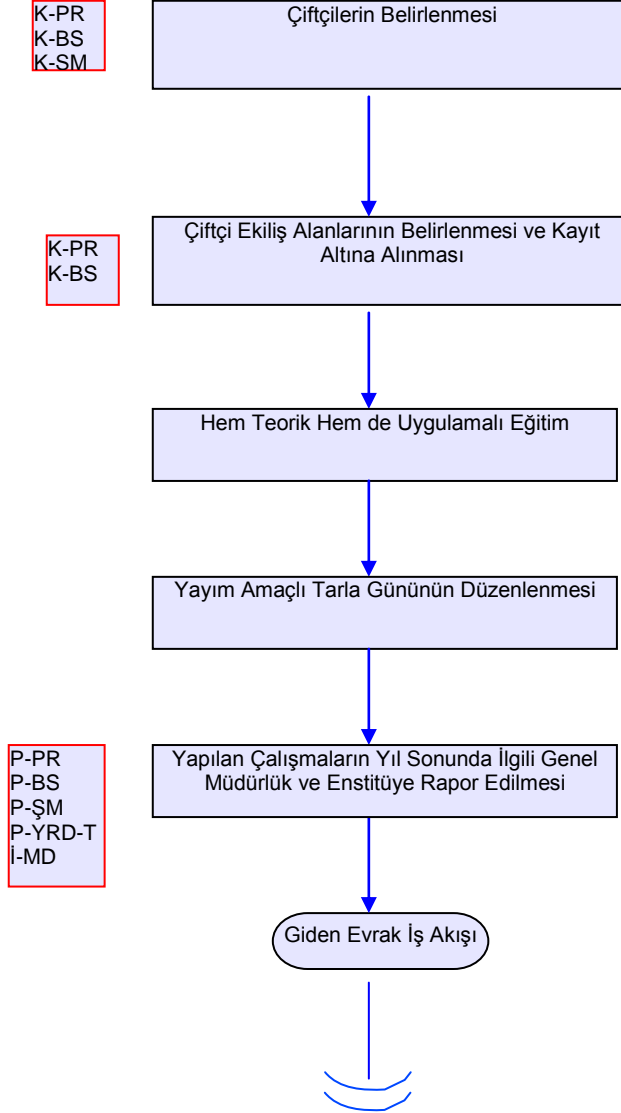 K-PR
K-BS
K-SM
Çiftçilerin Belirlenmesi
K-PR
K-BS
Çiftçi Ekiliş Alanlarının Belirlenmesi ve Kayıt
Altına Alınması
Hem Teorik Hem de Uygulamalı Eğitim
Yayım Amaçlı Tarla Gününün Düzenlenmesi
P-PR
P-BS
P-ŞM
P-YRD-T
İ-MD
Yapılan Çalışmaların Yıl Sonunda İlgili Genel
Müdürlük ve Enstitüye Rapor Edilmesi
Giden Evrak İş Akışı